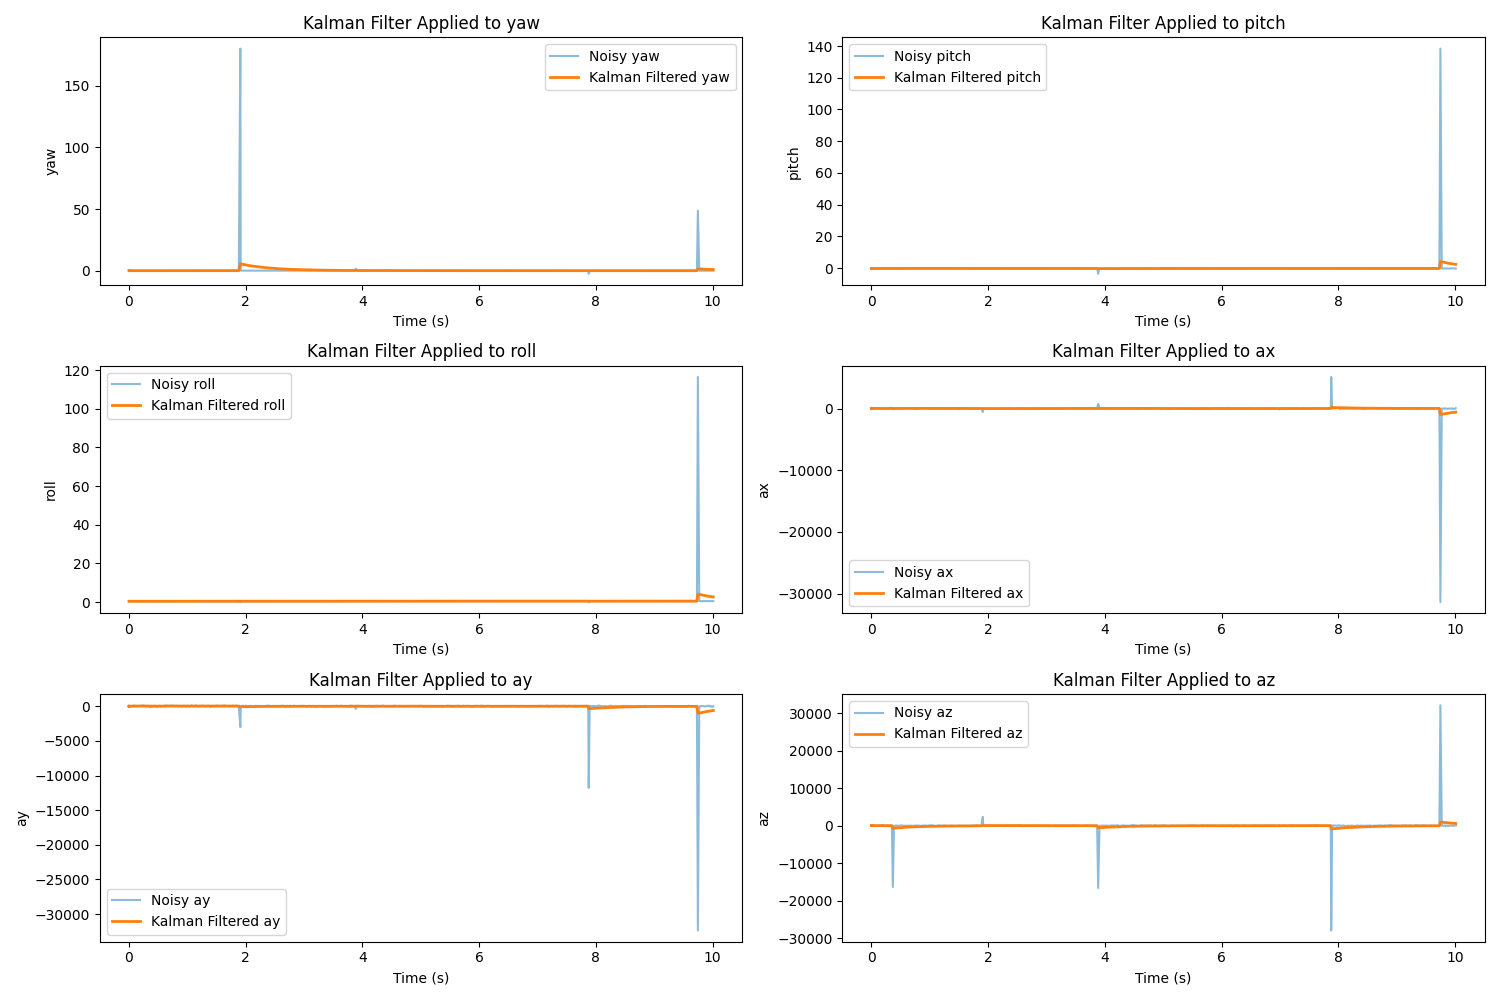 Kalman Filter Applied to yaw
150
100
50
0
yaw
Noisy yaw
Kalman Filtered yaw
0 2 4 6 8 10
Time (s)
Kalman Filter Applied to pitch
140
120
100
80
60
40
20
0
pitch
Noisy pitch
Kalman Filtered pitch
0 2 4 6 8 10
Time (s)
Kalman Filter Applied to roll
120
100
80
60
40
20
0
roll
Noisy roll
Kalman Filtered roll
0 2 4 6 8 10
Time (s)
Kalman Filter Applied to ax
0
−10000
−20000
−30000
ax
Noisy ax
Kalman Filtered ax
0 2 4 6 8 10
Time (s)
Kalman Filter Applied to ay
0
−5000
−10000
−15000
−20000
−25000
−30000
ay
Noisy ay
Kalman Filtered ay
0 2 4 6 8 10
Time (s)
Kalman Filter Applied to az
30000
20000
10000
0
−10000
−20000
−30000
az
Noisy az
Kalman Filtered az
0 2 4 6 8 10
Time (s)